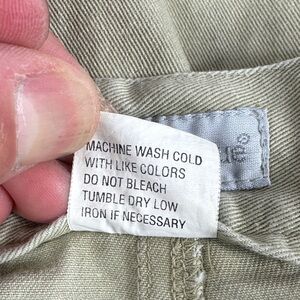 MACHINE WASH COLD
WITH LIKE COLORS
DO NOT BLEACH
TUMBLE DRY LOW
IRON IF NECESSARY